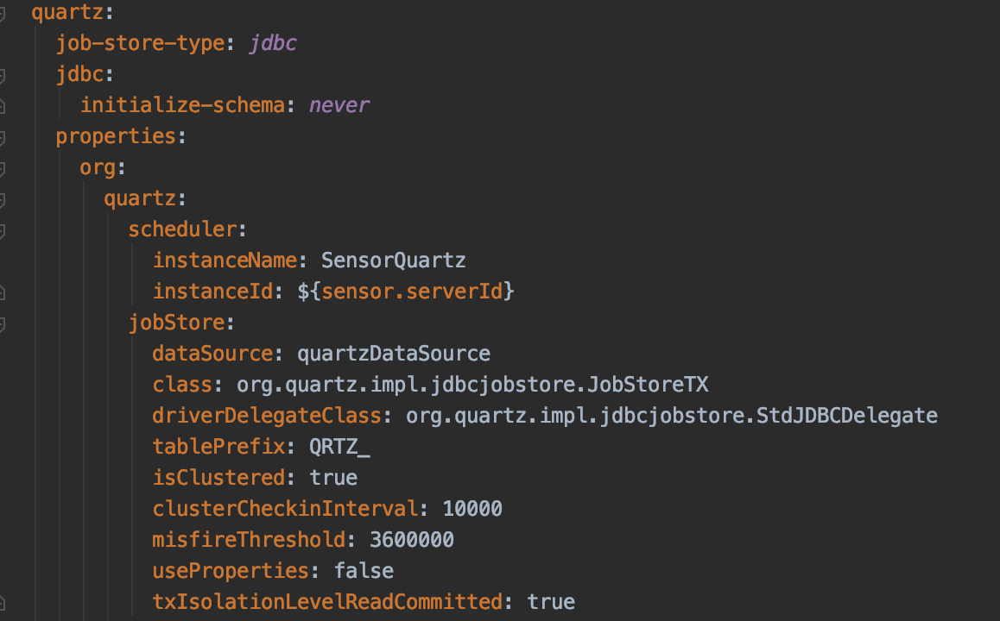 quartz:
  job-store-type: jdbc
  jdbc:
    initialize-schema: never
  properties:
    org:
      quartz:
        scheduler:
          instanceName: SensorQuartz
          instanceId: ${sensor.serverId}
        jobStore:
          dataSource: quartzDataSource
          class: org.quartz.impl.jdbcjobstore.JobStoreTX
          driverDelegateClass: org.quartz.impl.jdbcjobstore.StdJDBCDelegate
          tablePrefix: QRTZ_
          isClustered: true
          clusterCheckinInterval: 10000
          misfireThreshold: 3600000
          useProperties: false
          txIsolationLevelReadCommitted: true